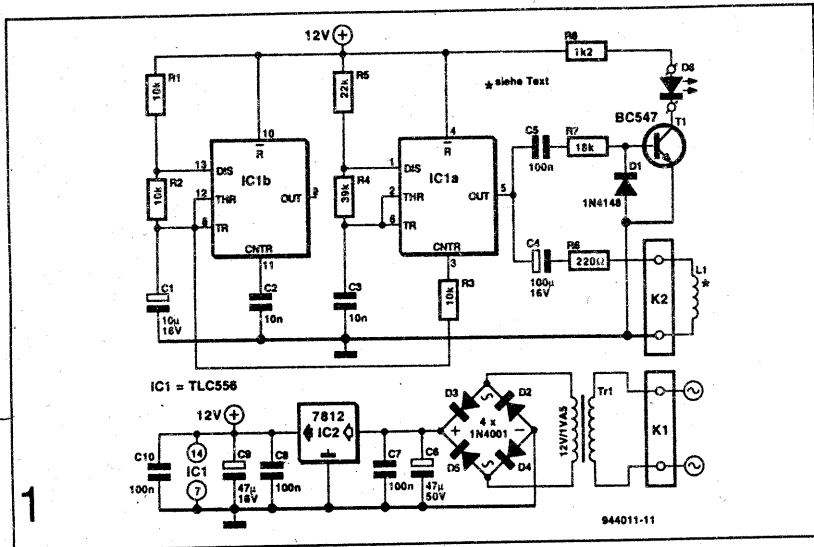 12V
R8
1k2
R1
10k
R5
22k
* siehe Text
D6
BC547
T1
10
R
4
R
C5
100n
R7
18k
D1
1N4148
13
DIS
1
DIS
R2
10k
12
THR
IC1b
OUT
9
R4
39k
2
THR
IC1a
OUT
5
8
TR
6
TR
CNTR
11
CNTR
3
C4
100µ
16V
R6
220Ω
L1
*
K2
C1
10µ
16V
C2
10n
C3
10n
R3
10k
IC1 = TLC556
12V
7812
IC2
D3
D2
4 x
1N4001
+
−
D5
D4
12V/1VA5
Tr1
K1
C10
100n
14
IC1
7
C9
47µ
16V
C8
100n
C7
100n
C6
47µ
50V
1
944011-11